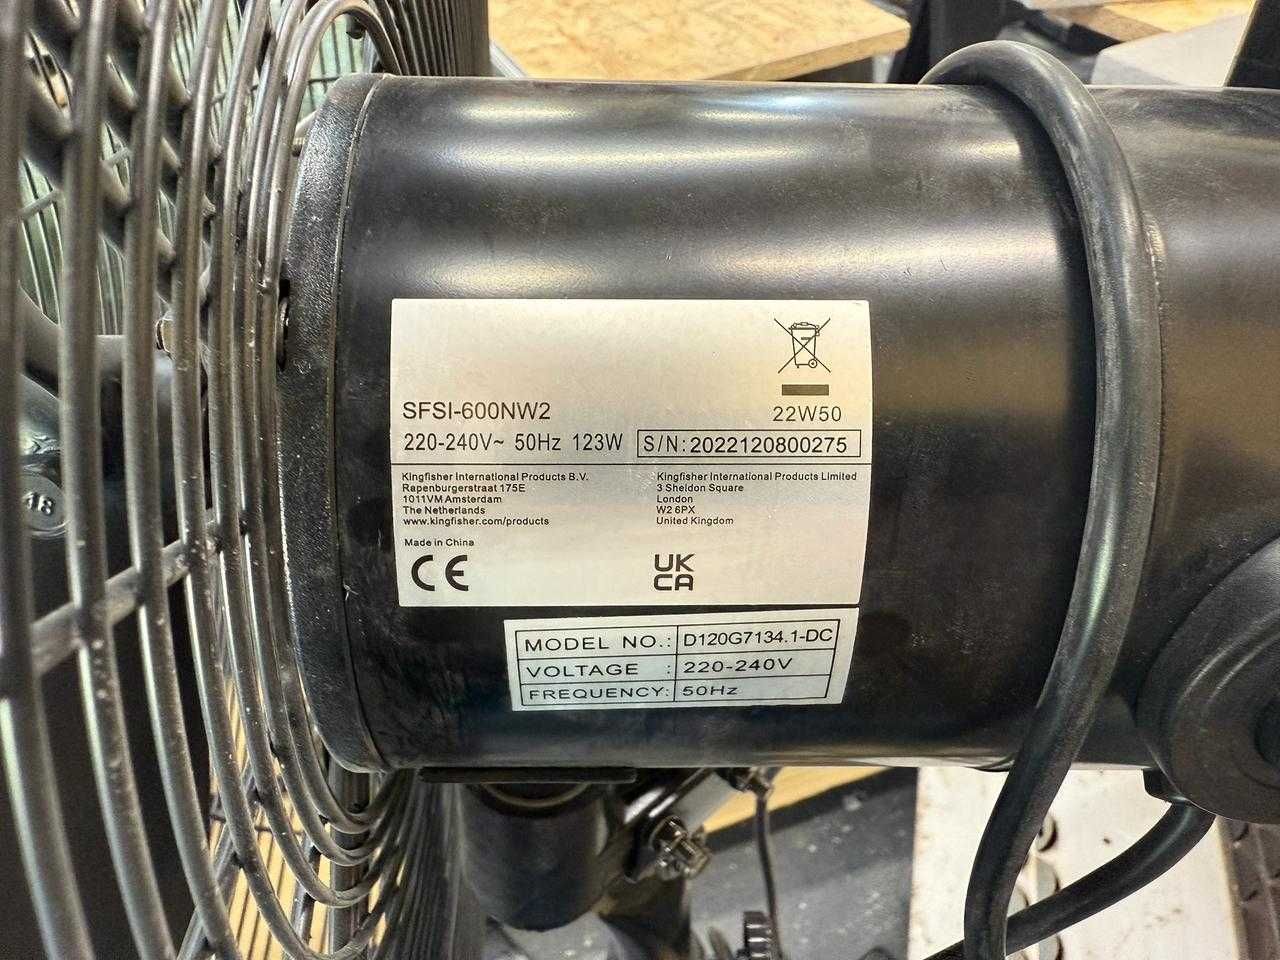 22W50
SFSI-600NW2
220-240V~ 50Hz 123W
S/N: 2022120800275
Kingfisher International Products B.V.
Rapenburgerstraat 175E
1011VM Amsterdam
The Netherlands
www.kingfisher.com/products
Kingfisher International Products Limited
3 Sheldon Square
London
W2 6PX
United Kingdom
Made in China
CE
UK
CA
MODEL NO.: D120G7134.1-DC
VOLTAGE : 220-240V
FREQUENCY: 50Hz
18